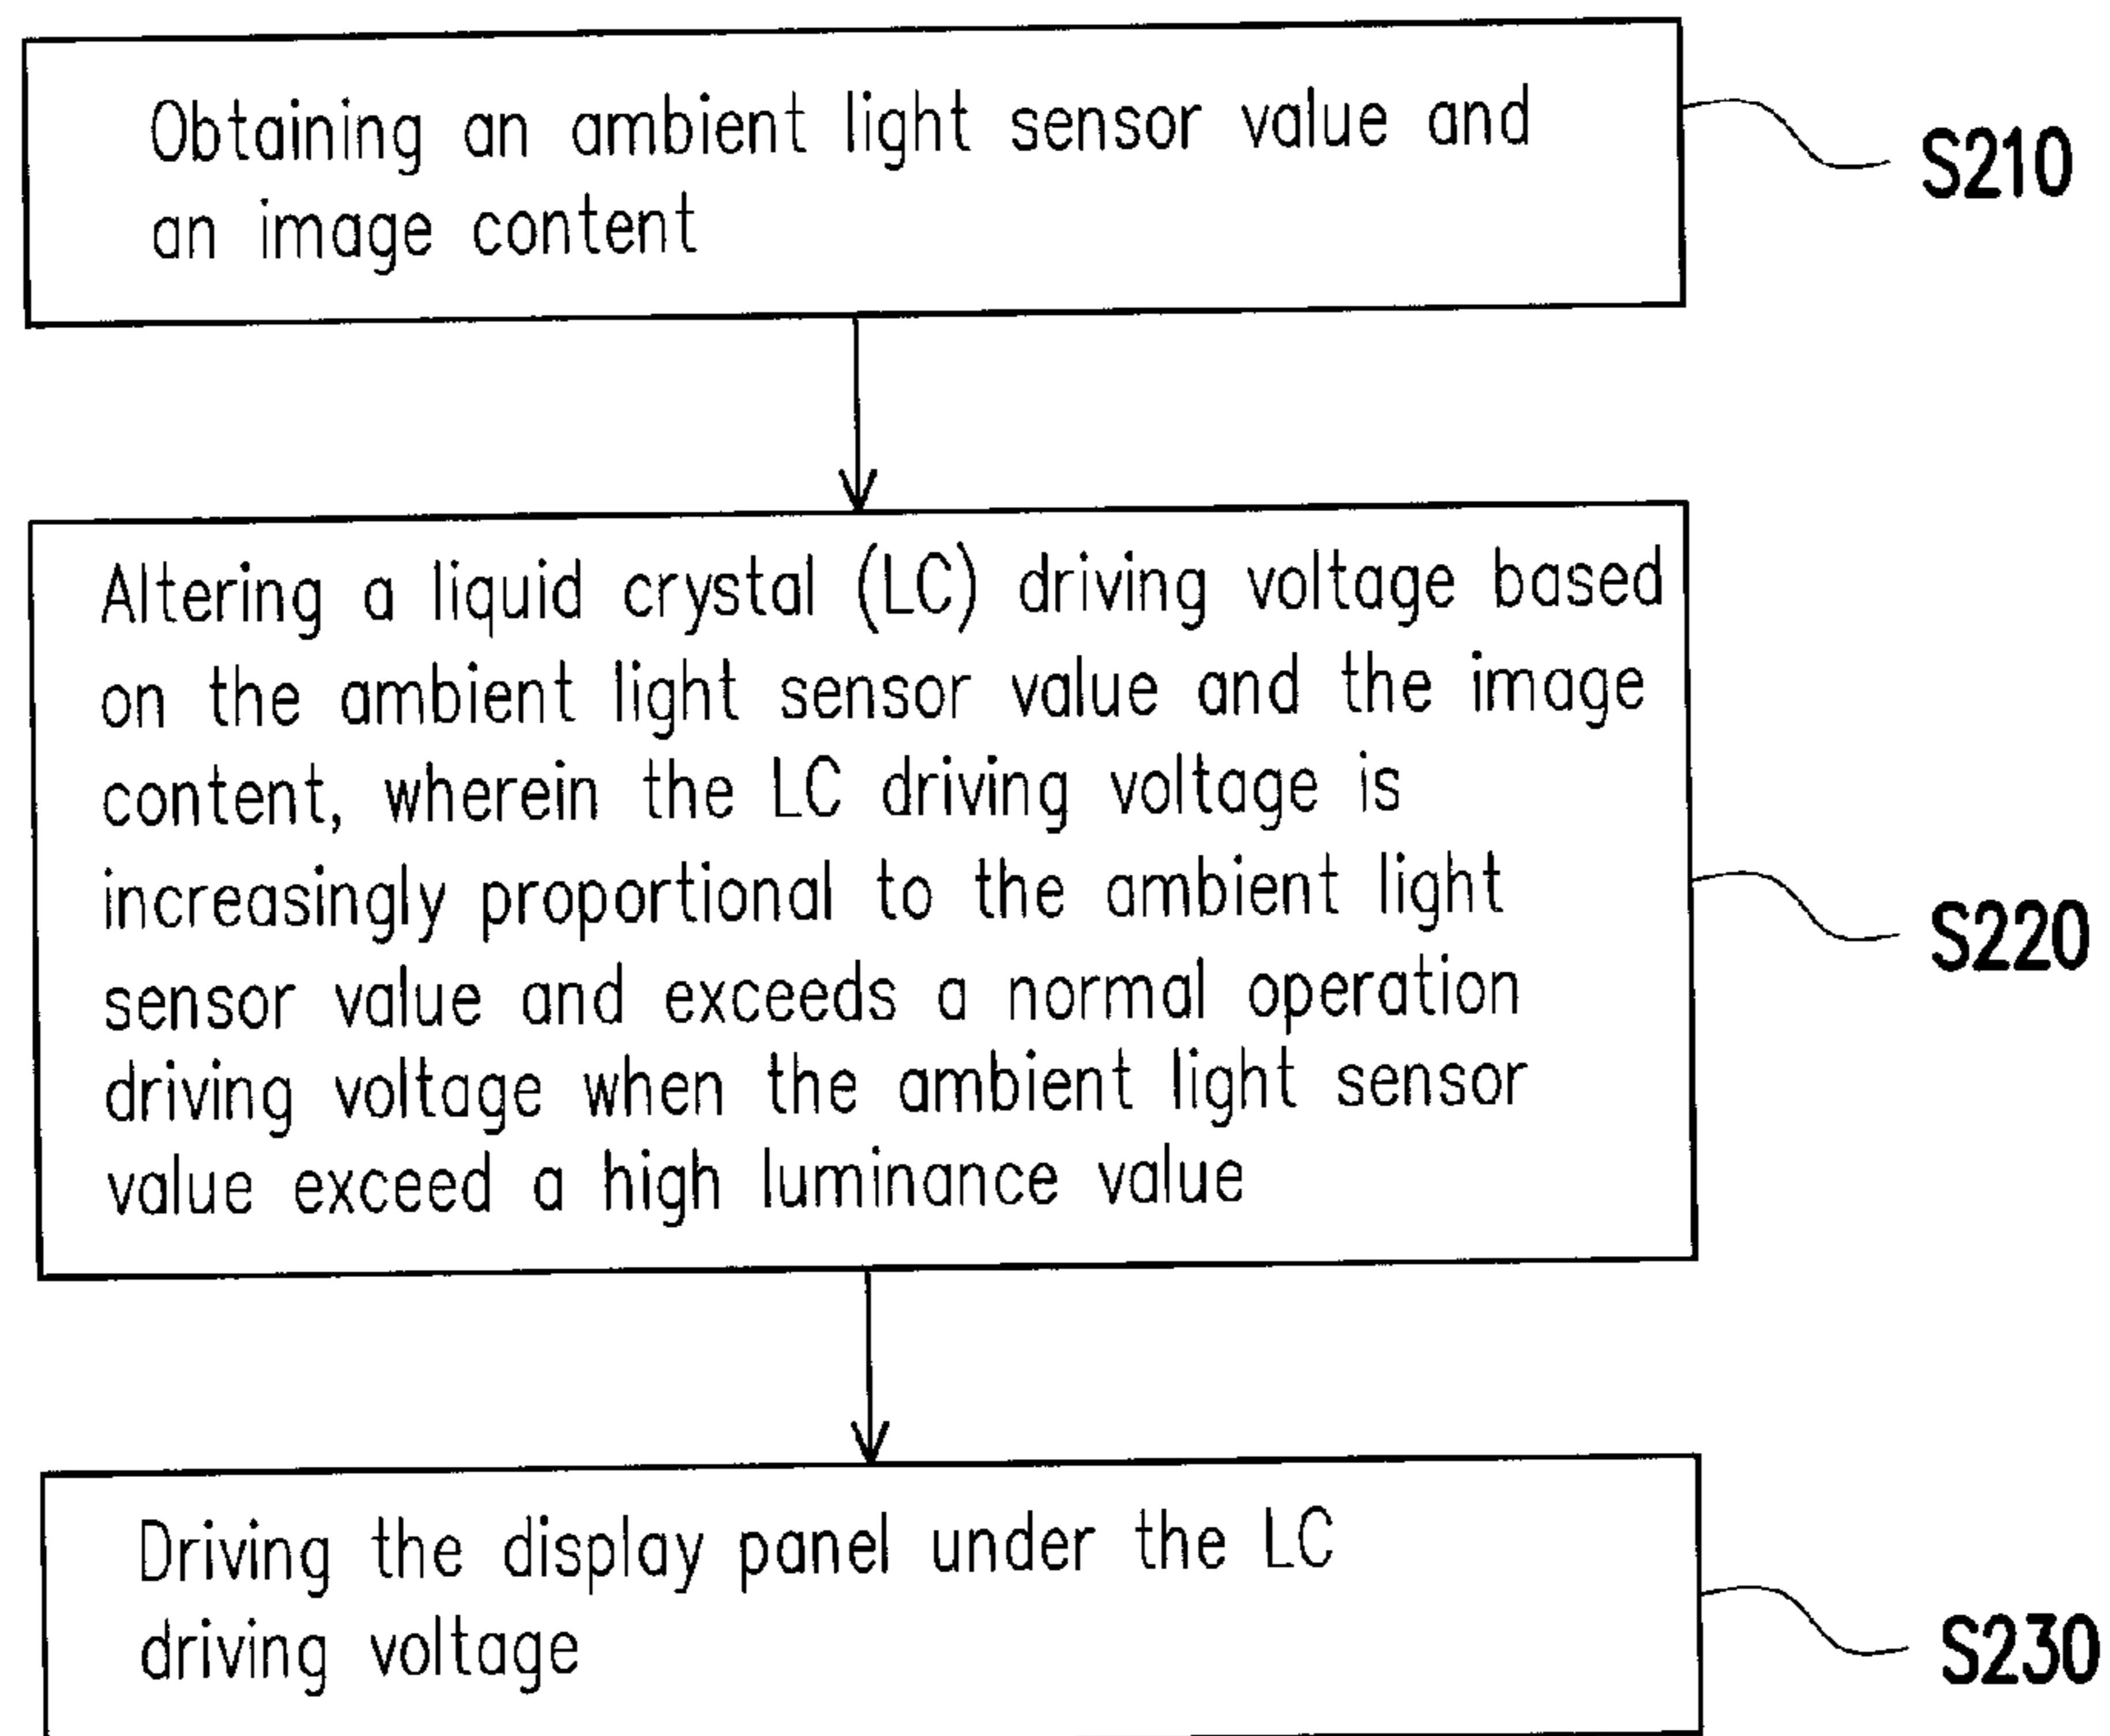 Obtaining an ambient light sensor value and
an image content
S210
Altering a liquid crystal (LC) driving voltage based
on the ambient light sensor value and the image
content, wherein the LC driving voltage is
increasingly proportional to the ambient light
sensor value and exceeds a normal operation
driving voltage when the ambient light sensor
value exceed a high luminance value
S220
Driving the display panel under the LC
driving voltage
S230